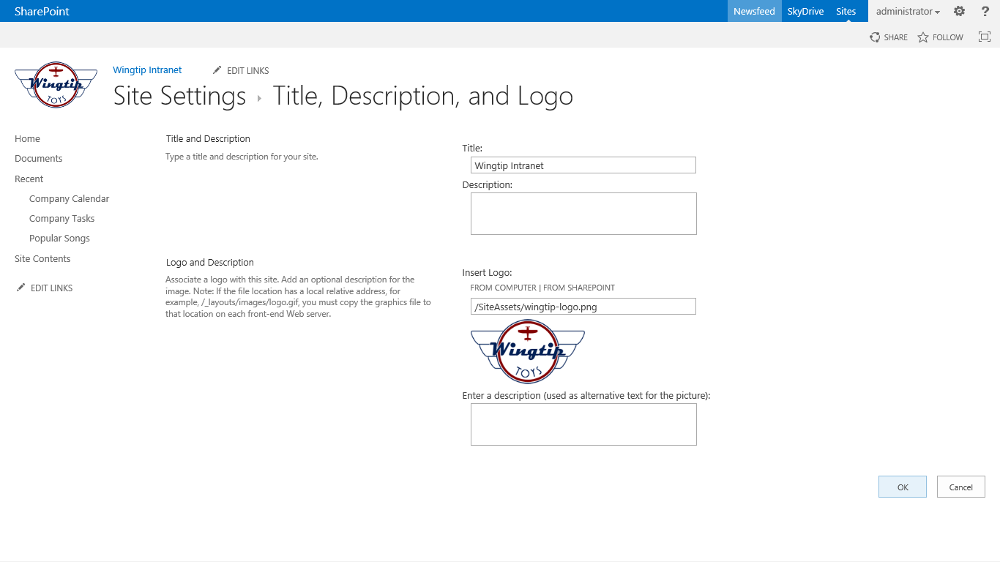 SharePoint
Newsfeed SkyDrive Sites administrator ?
SHARE FOLLOW
Wingtip TOYS
Wingtip Intranet EDIT LINKS
Site Settings Title, Description, and Logo
Home
Documents
Recent
Company Calendar
Company Tasks
Popular Songs
Site Contents
EDIT LINKS
Title and Description
Type a title and description for your site.
Title:
Wingtip Intranet
Description:
Logo and Description
Associate a logo with this site. Add an optional description for the
image. Note: If the file location has a local relative address, for
example, /_layouts/images/logo.gif, you must copy the graphics file to
that location on each front-end Web server.
Insert Logo:
FROM COMPUTER | FROM SHAREPOINT
/SiteAssets/wingtip-logo.png
Wingtip
TOYS
Enter a description (used as alternative text for the picture):
OK Cancel